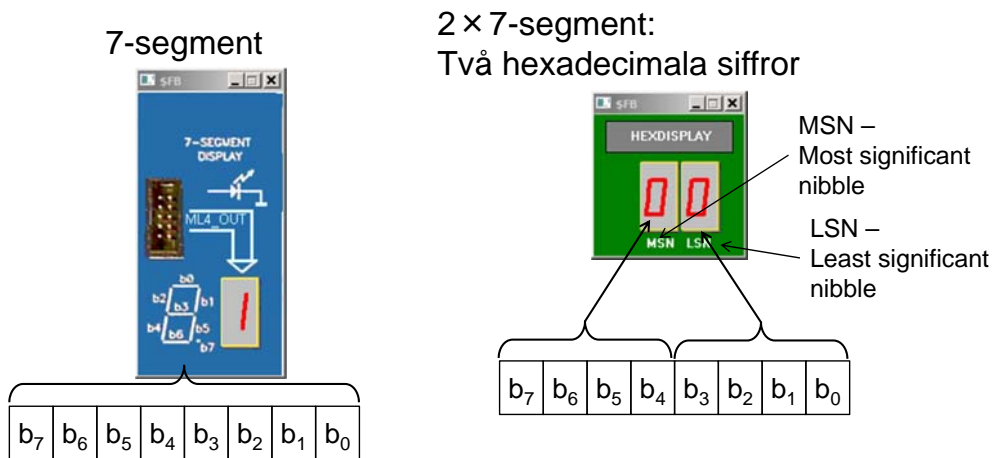 7-segment
$FB
7-SEGMENT
DISPLAY
ML4_OUT
b0
b2
b1
b3
b4
b5
b6
b7
b7 b6 b5 b4 b3 b2 b1 b0
2×7-segment:
Två hexadecimala siffror
$FB
HEXDISPLAY
00
MSN LSN
MSN –
Most significant
nibble
LSN –
Least significant
nibble
b7 b6 b5 b4 b3 b2 b1 b0